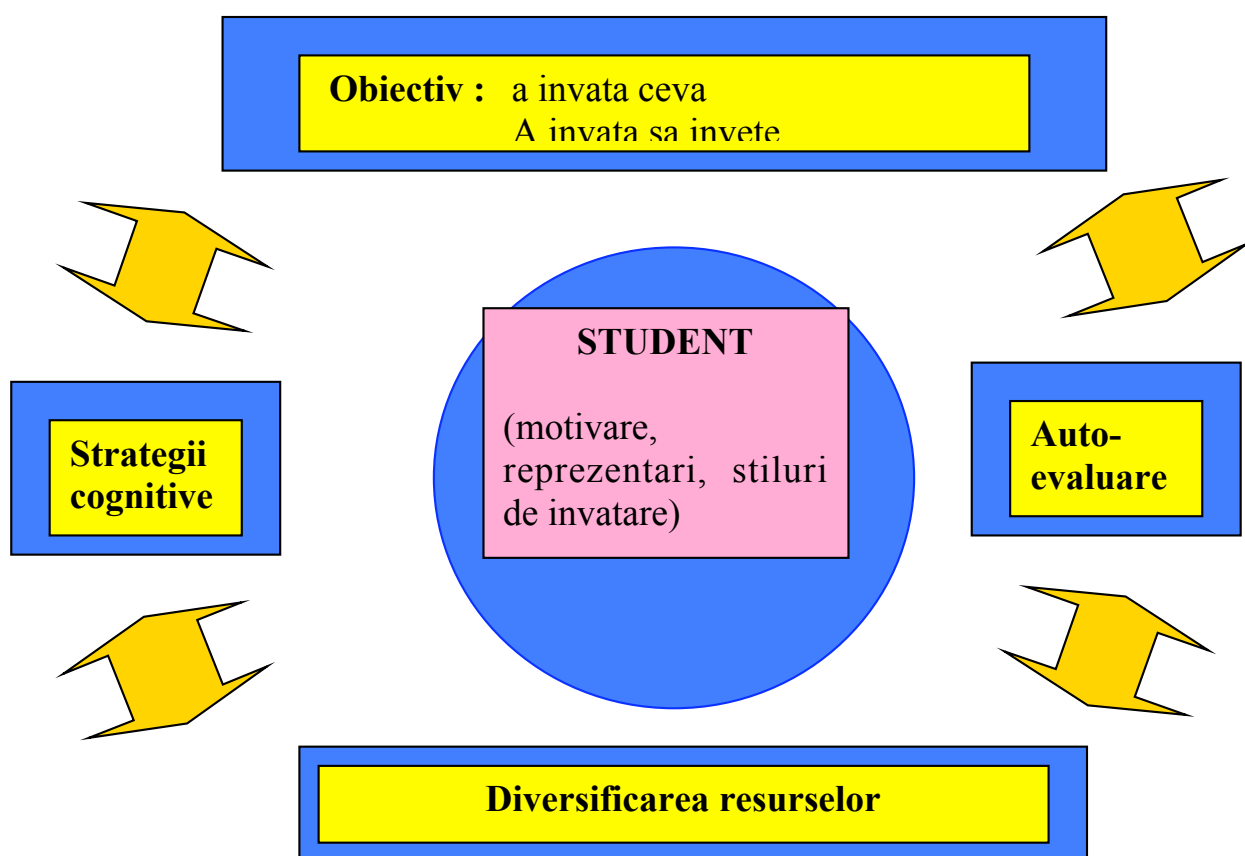 Obiectiv : a invata ceva
A invata sa invete
STUDENT
(motivare,
reprezentari, stiluri
de invatare)
Strategii
cognitive
Auto-
evaluare
Diversificarea resurselor